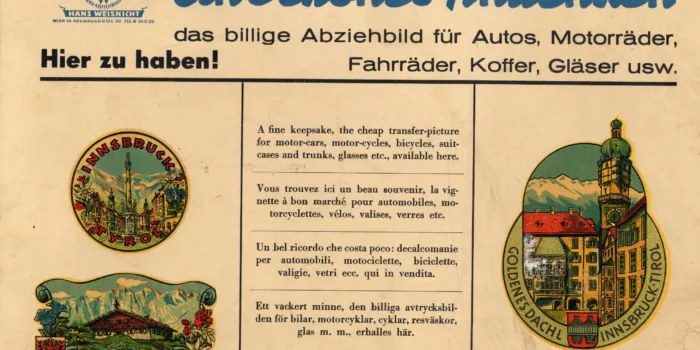 HANS WEISNICHT
das billige Abziehbild für Autos, Motorräder,
Hier zu haben!
Fahrräder, Koffer, Gläser usw.
INNSBRUCK
TYROL
A fine keepsake, the cheap transfer-picture
for motor-cars, motor-cycles, bicycles, suit-
cases and trunks, glasses etc., available here.
Vous trouvez ici un beau souvenir, la vig-
nette à bon marché pour automobiles, mo-
torcyclettes, vélos, valises, verres etc.
Un bel ricordo che costa poco: decalcomanie
per automobili, motociclette, biciclette,
valigie, vetri ecc. qui in vendita.
Ett vackert minne, den billiga avtrycksbil-
den för bilar, motorcyklar, cyklar, resväskor,
glas m. m., erhalles här.
GOLDENES DACHL
INNSBRUCK-TIROL